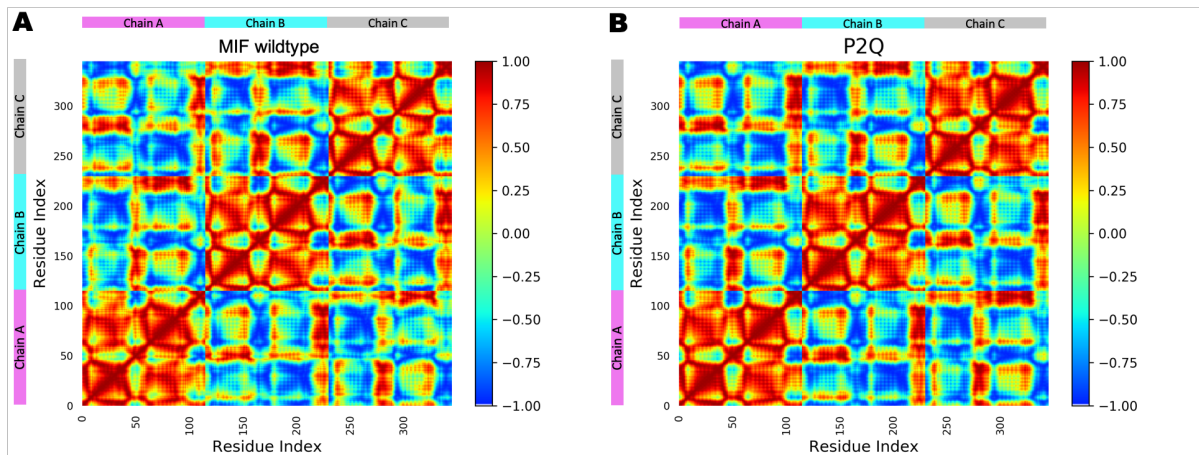 A
Chain A Chain B Chain C
MIF wildtype
Chain C
Chain B
Chain A
Residue Index
300
250
200
150
100
50
0
0 50 100 150 200 250 300
Residue Index
1.00
0.75
0.50
0.25
0.00
−0.25
−0.50
−0.75
−1.00
B
Chain A Chain B Chain C
P2Q
Chain C
Chain B
Chain A
Residue Index
300
250
200
150
100
50
0
0 50 100 150 200 250 300
Residue Index
1.00
0.75
0.50
0.25
0.00
−0.25
−0.50
−0.75
−1.00